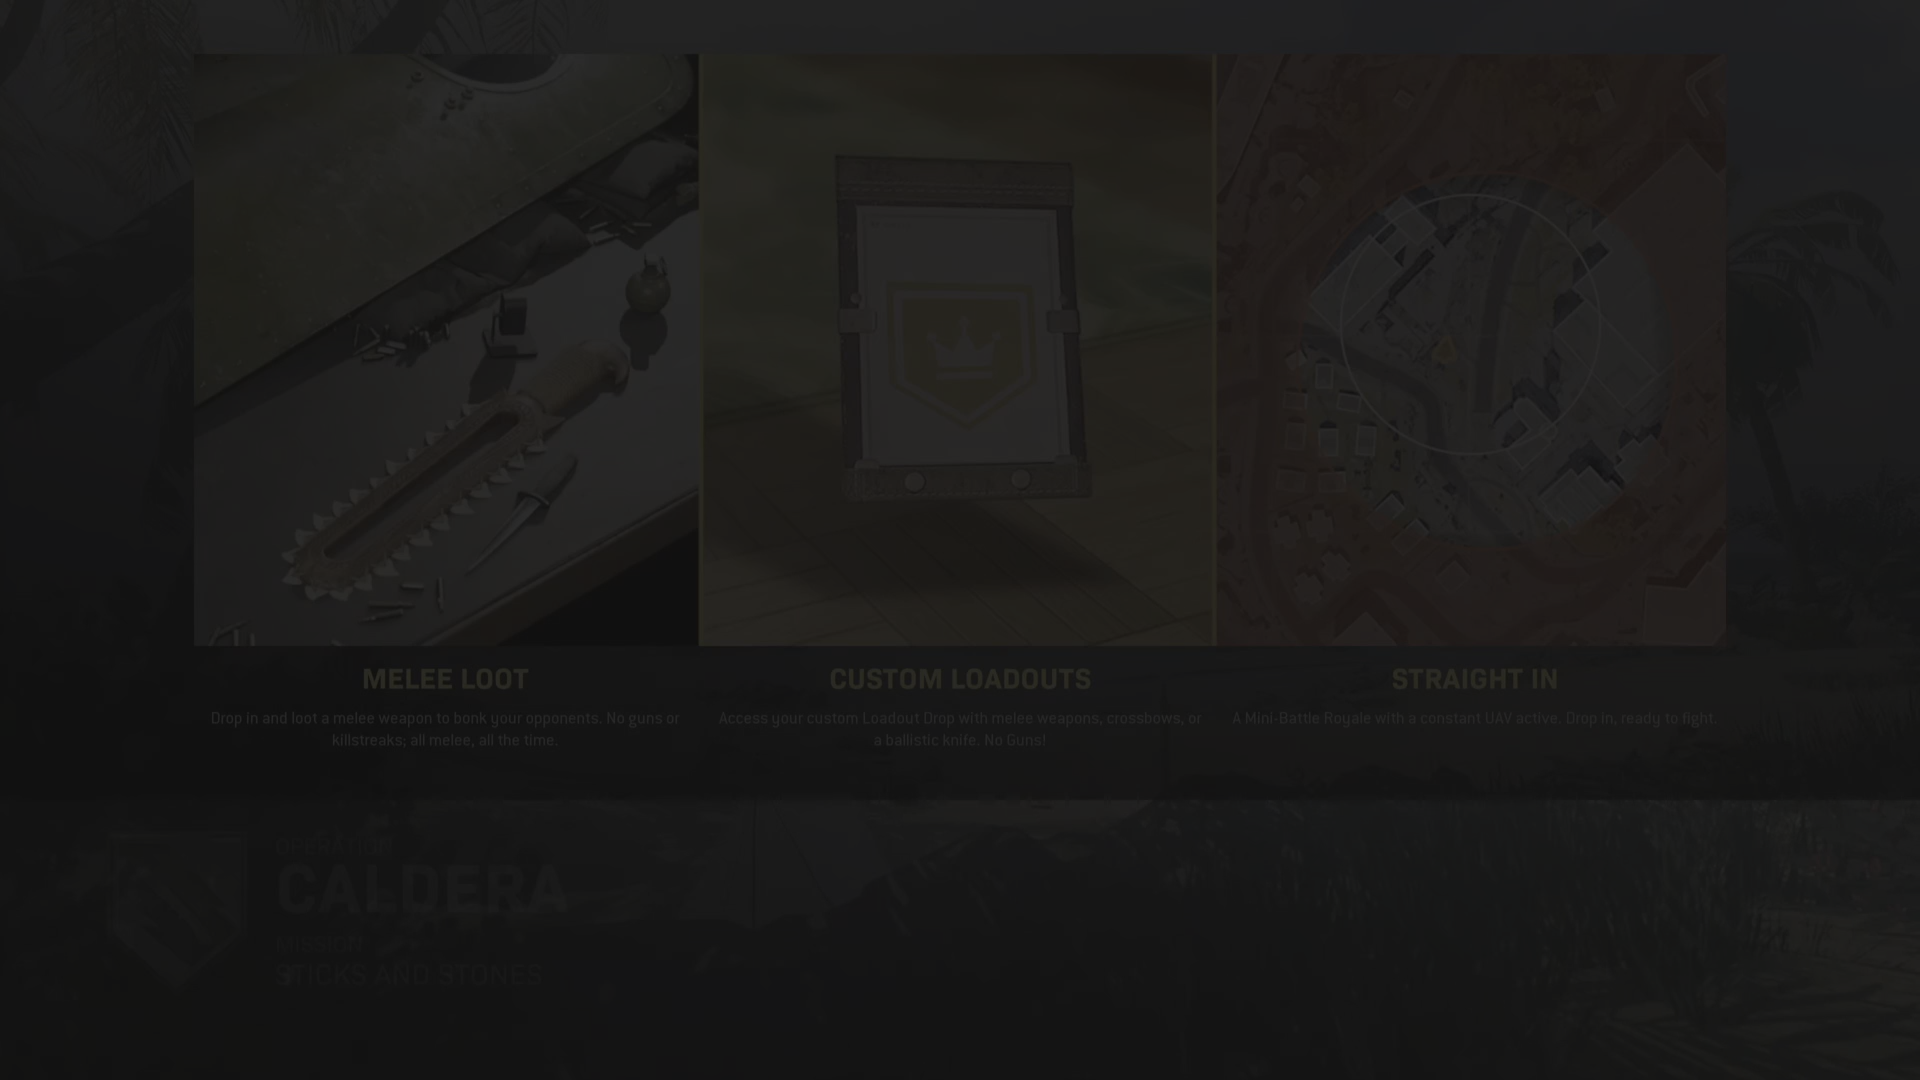 MELEE LOOT
Drop in and loot a melee weapon to bonk your opponents. No guns or
killstreaks; all melee, all the time.
CUSTOM LOADOUTS
Access your custom Loadout Drop with melee weapons, crossbows, or
a ballistic knife. No Guns!
STRAIGHT IN
A Mini-Battle Royale with a constant UAV active. Drop in, ready to fight.
OPERATION
CALDERA
MISSION
STICKS AND STONES